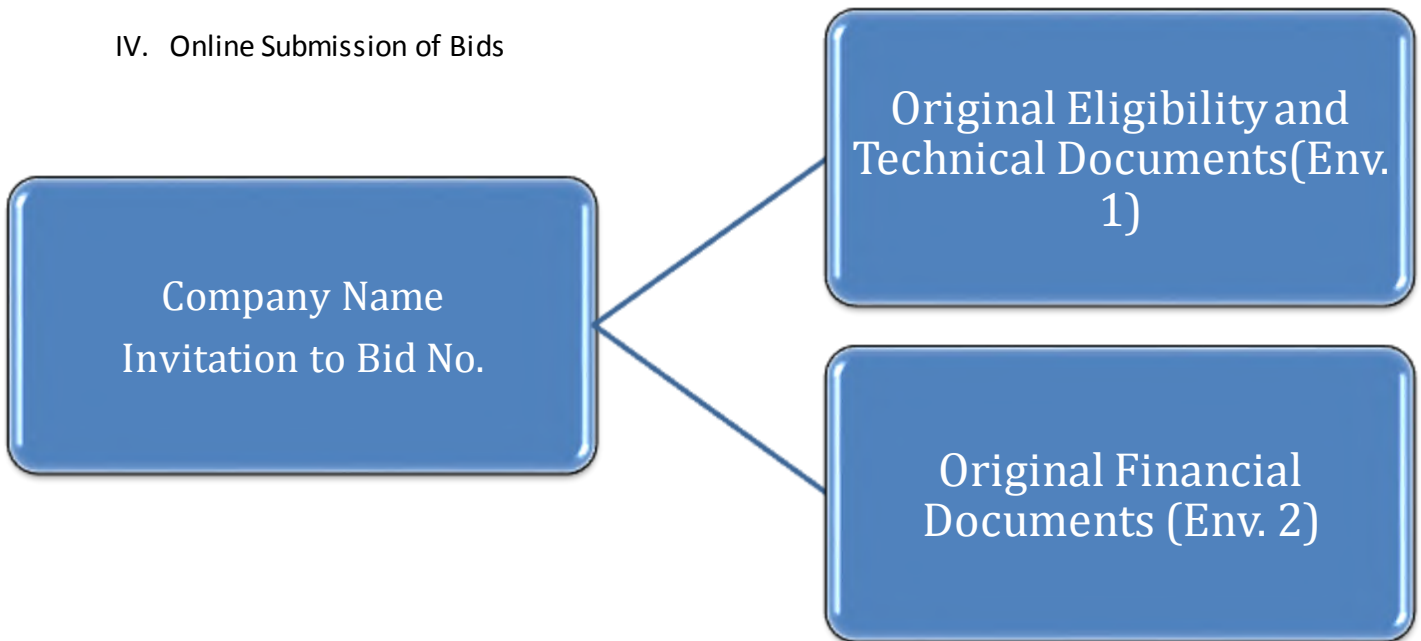 IV. Online Submission of Bids
Original Eligibility and
Technical Documents(Env.
1)
Company Name
Invitation to Bid No.
Original Financial
Documents (Env. 2)